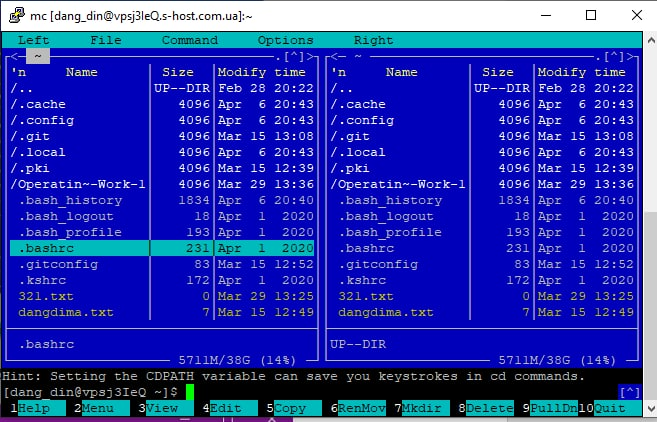 mc [dang_din@vpsj3IeQ.s-host.com.ua]:~
Left File Command Options Right
<— ~ .[^]> <— ~ .[^]>
'n Name Size Modify time 'n Name Size Modify time
/.. UP--DIR Feb 28 20:22 /.. UP--DIR Feb 28 20:22
/.cache 4096 Apr 6 20:43 /.cache 4096 Apr 6 20:43
/.config 4096 Apr 6 20:43 /.config 4096 Apr 6 20:43
/.git 4096 Mar 15 13:08 /.git 4096 Mar 15 13:08
/.local 4096 Apr 6 20:43 /.local 4096 Apr 6 20:43
/.pki 4096 Mar 15 12:39 /.pki 4096 Mar 15 12:39
/Operatin~-Work-1 4096 Mar 29 13:36 /Operatin~-Work-1 4096 Mar 29 13:36
.bash_history 1834 Apr 6 20:40 .bash_history 1834 Apr 6 20:40
.bash_logout 18 Apr 1 2020 .bash_logout 18 Apr 1 2020
.bash_profile 193 Apr 1 2020 .bash_profile 193 Apr 1 2020
.bashrc 231 Apr 1 2020 .bashrc 231 Apr 1 2020
.gitconfig 83 Mar 15 12:52 .gitconfig 83 Mar 15 12:52
.kshrc 172 Apr 1 2020 .kshrc 172 Apr 1 2020
321.txt 0 Mar 29 13:25 321.txt 0 Mar 29 13:25
dangdima.txt 7 Mar 15 12:49 dangdima.txt 7 Mar 15 12:49
.bashrc UP--DIR
5711M/38G (14%) 5711M/38G (14%)
Hint: Setting the CDPATH variable can save you keystrokes in cd commands.
[dang_din@vpsj3IeQ ~]$ [^]
1Help 2Menu 3View 4Edit 5Copy 6RenMov 7Mkdir 8Delete 9PullDn 10Quit